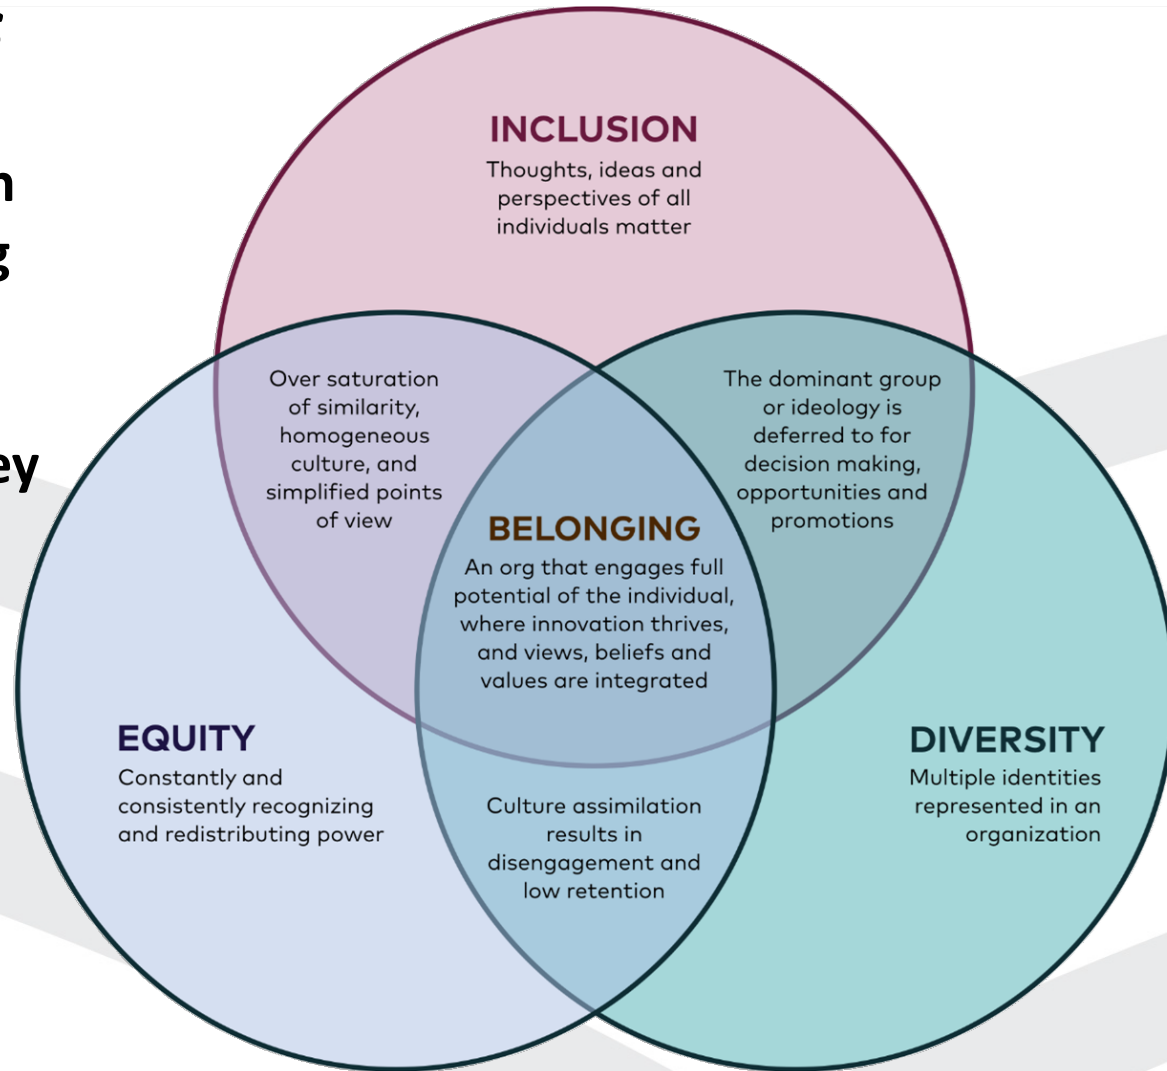 INCLUSION
Thoughts, ideas and
perspectives of all
individuals matter
Over saturation
of similarity,
homogeneous
culture, and
simplified points
of view
The dominant group
or ideology is
deferred to for
decision making,
opportunities and
promotions
BELONGING
An org that engages full
potential of the individual,
where innovation thrives,
and views, beliefs and
values are integrated
EQUITY
Constantly and
consistently recognizing
and redistributing power
DIVERSITY
Multiple identities
represented in an
organization
Culture assimilation
results in
disengagement and
low retention